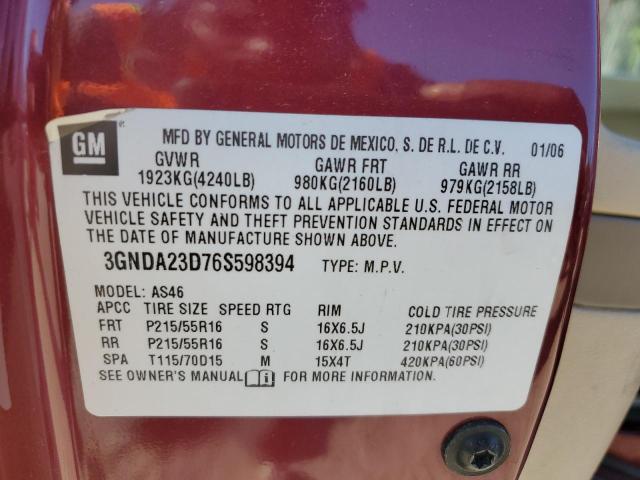 GM
MFD BY GENERAL MOTORS DE MEXICO, S. DE R.L. DE C.V. 01/06
GVWR GAWR FRT GAWR RR
1923KG(4240LB) 980KG(2160LB) 979KG(2158LB)
THIS VEHICLE CONFORMS TO ALL APPLICABLE U.S. FEDERAL MOTOR
VEHICLE SAFETY AND THEFT PREVENTION STANDARDS IN EFFECT ON
THE DATE OF MANUFACTURE SHOWN ABOVE.
3GNDA23D76S598394 TYPE: M.P.V.
MODEL: AS46
APCC TIRE SIZE SPEED RTG RIM COLD TIRE PRESSURE
FRT P215/55R16 S 16X6.5J 210KPA(30PSI)
RR P215/55R16 S 16X6.5J 210KPA(30PSI)
SPA T115/70D15 M 15X4T 420KPA(60PSI)
SEE OWNER'S MANUAL i FOR MORE INFORMATION.